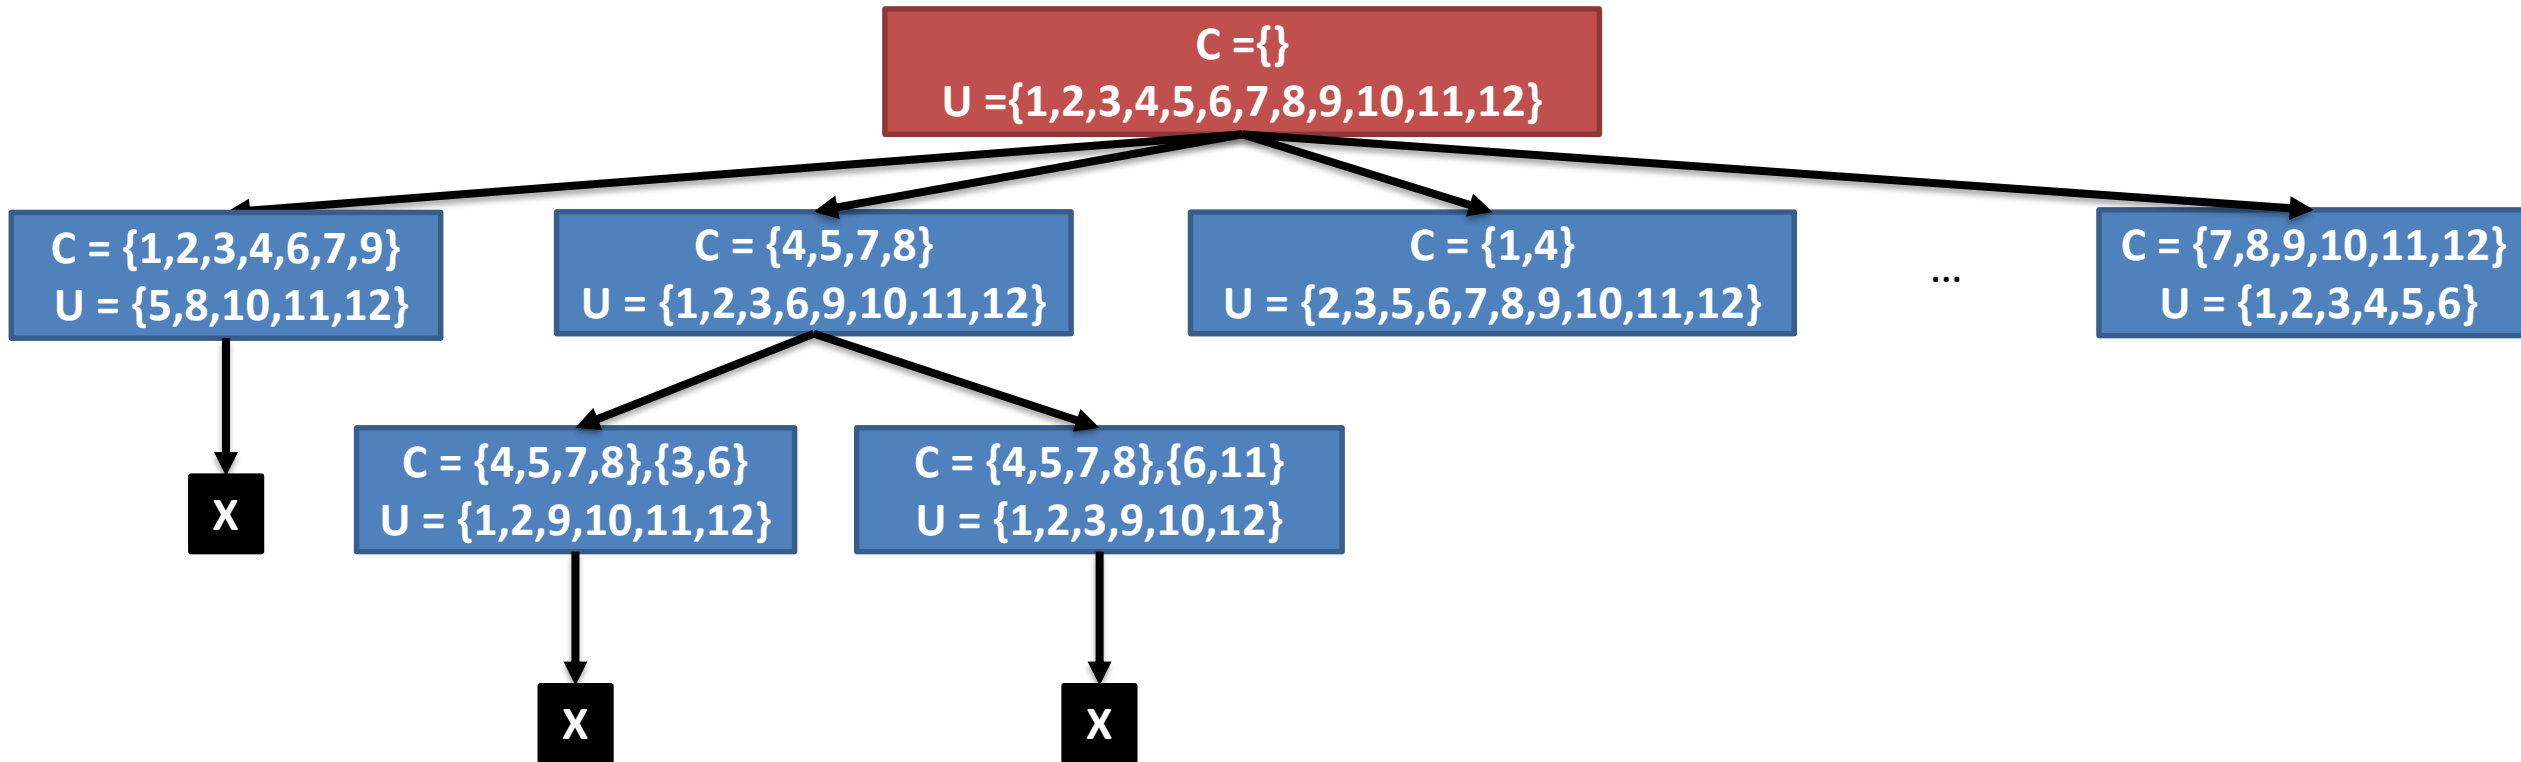 C ={}
U ={1,2,3,4,5,6,7,8,9,10,11,12}
C = {1,2,3,4,6,7,9}
U = {5,8,10,11,12}
C = {4,5,7,8}
U = {1,2,3,6,9,10,11,12}
C = {1,4}
U = {2,3,5,6,7,8,9,10,11,12}
...
C = {7,8,9,10,11,12}
U = {1,2,3,4,5,6}
C = {4,5,7,8},{3,6}
U = {1,2,9,10,11,12}
C = {4,5,7,8},{6,11}
U = {1,2,3,9,10,12}
X
X
X